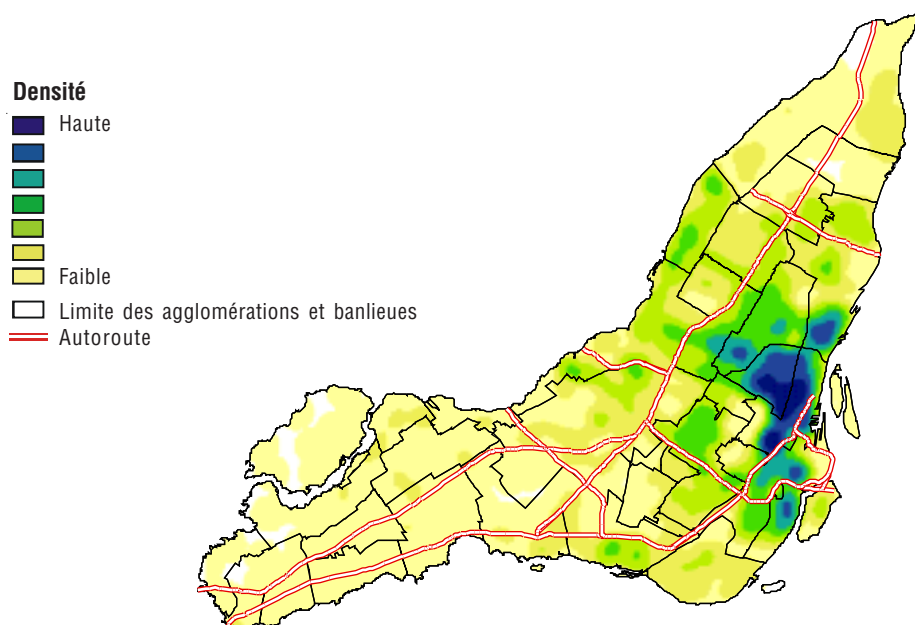 Densité
Haute
Faible
Limite des agglomérations et banlieues
Autoroute